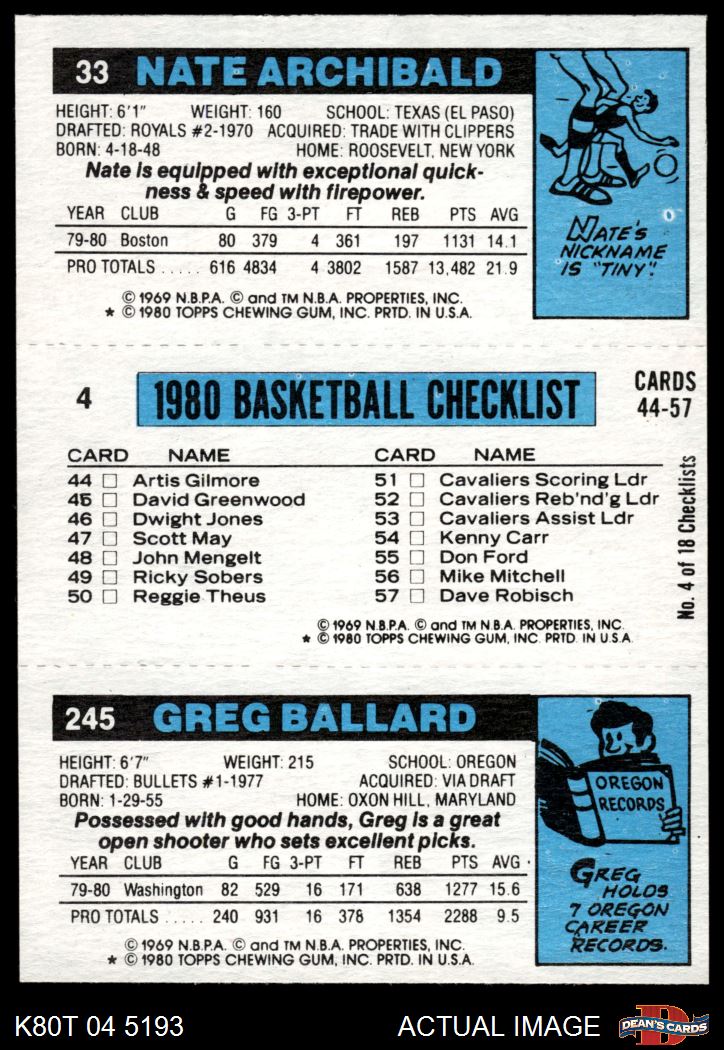 33 NATE ARCHIBALD
HEIGHT: 6'1" WEIGHT: 160 SCHOOL: TEXAS (EL PASO)
DRAFTED: ROYALS #2-1970 ACQUIRED: TRADE WITH CLIPPERS
BORN: 4-18-48 HOME: ROOSEVELT, NEW YORK
Nate is equipped with exceptional quick-
ness & speed with firepower.
YEAR CLUB G FG 3-PT FT REB PTS AVG
79-80 Boston 80 379 4 361 197 1131 14.1
PRO TOTALS ..... 616 4834 4 3802 1587 13,482 21.9
© 1969 N.B.P.A. © and TM N.B.A. PROPERTIES, INC.
* © 1980 TOPPS CHEWING GUM, INC. PRTD. IN U.S.A.
NATE'S
NICKNAME
IS "TINY".
4 1980 BASKETBALL CHECKLIST
CARDS
44-57
CARD NAME CARD NAME
44 □ Artis Gilmore 51 □ Cavaliers Scoring Ldr
45 □ David Greenwood 52 □ Cavaliers Reb'nd'g Ldr
46 □ Dwight Jones 53 □ Cavaliers Assist Ldr
47 □ Scott May 54 □ Kenny Carr
48 □ John Mengelt 55 □ Don Ford
49 □ Ricky Sobers 56 □ Mike Mitchell
50 □ Reggie Theus 57 □ Dave Robisch
No. 4 of 18 Checklists
© 1969 N.B.P.A. © and TM N.B.A. PROPERTIES, INC.
* © 1980 TOPPS CHEWING GUM, INC. PRTD. IN U.S.A.
245 GREG BALLARD
HEIGHT: 6'7" WEIGHT: 215 SCHOOL: OREGON
DRAFTED: BULLETS #1-1977 ACQUIRED: VIA DRAFT
BORN: 1-29-55 HOME: OXON HILL, MARYLAND
Possessed with good hands, Greg is a great
open shooter who sets excellent picks.
YEAR CLUB G FG 3-PT FT REB PTS AVG
79-80 Washington 82 529 16 171 638 1277 15.6
PRO TOTALS ..... 240 931 16 378 1354 2288 9.5
© 1969 N.B.P.A. © and TM N.B.A. PROPERTIES, INC.
* © 1980 TOPPS CHEWING GUM, INC. PRTD. IN U.S.A.
OREGON
RECORDS
GREG
HOLDS
7 OREGON
CAREER
RECORDS.
K80T 04 5193 ACTUAL IMAGE
D
DEAN'S CARDS